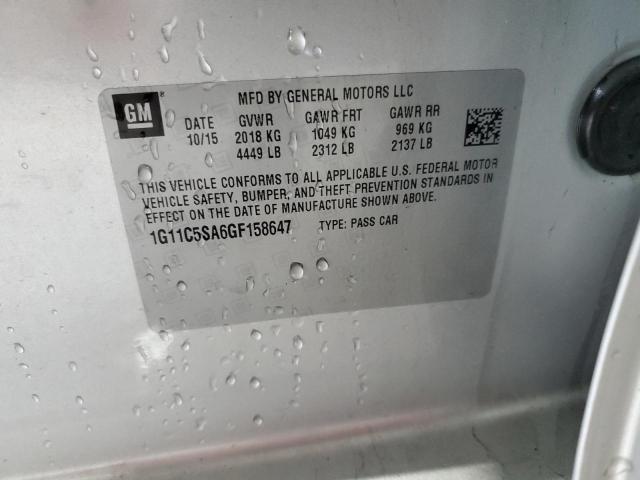 GM ®
MFD BY GENERAL MOTORS LLC
DATE GVWR GAWR FRT GAWR RR
10/15 2018 KG 1049 KG 969 KG
4449 LB 2312 LB 2137 LB
THIS VEHICLE CONFORMS TO ALL APPLICABLE U.S. FEDERAL MOTOR
VEHICLE SAFETY, BUMPER, AND THEFT PREVENTION STANDARDS IN
EFFECT ON THE DATE OF MANUFACTURE SHOWN ABOVE.
1G11C5SA6GF158647 TYPE: PASS CAR